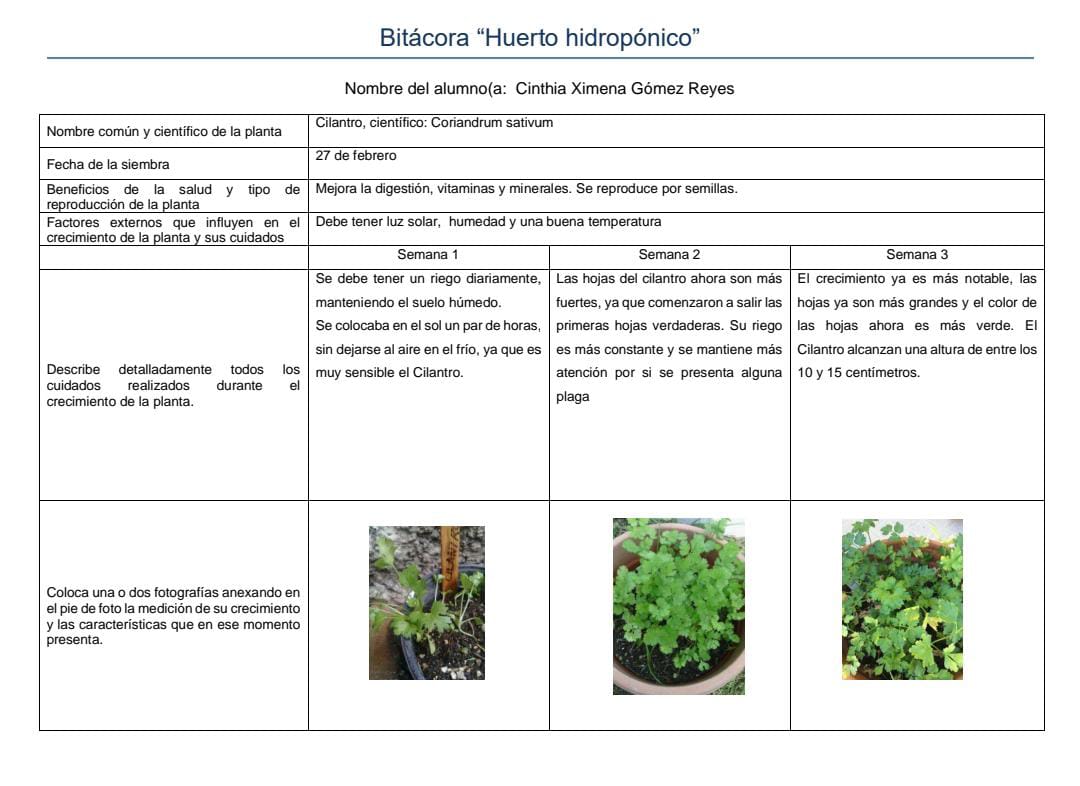 Bitácora “Huerto hidropónico”
Nombre del alumno(a: Cinthia Ximena Gómez Reyes
Nombre común y científico de la planta
Cilantro, científico: Coriandrum sativum
Fecha de la siembra
27 de febrero
Beneficios de la salud y tipo de
reproducción de la planta
Mejora la digestión, vitaminas y minerales. Se reproduce por semillas.
Factores externos que influyen en el
crecimiento de la planta y sus cuidados
Debe tener luz solar, humedad y una buena temperatura
Semana 1
Semana 2
Semana 3
Describe detalladamente todos los
cuidados realizados durante el
crecimiento de la planta.
Se debe tener un riego diariamente,
manteniendo el suelo húmedo.
Se colocaba en el sol un par de horas,
sin dejarse al aire en el frío, ya que es
muy sensible el Cilantro.
Las hojas del cilantro ahora son más
fuertes, ya que comenzaron a salir las
primeras hojas verdaderas. Su riego
es más constante y se mantiene más
atención por si se presenta alguna
plaga
El crecimiento ya es más notable, las
hojas ya son más grandes y el color de
las hojas ahora es más verde. El
Cilantro alcanzan una altura de entre los
10 y 15 centímetros.
Coloca una o dos fotografías anexando en
el pie de foto la medición de su crecimiento
y las características que en ese momento
presenta.